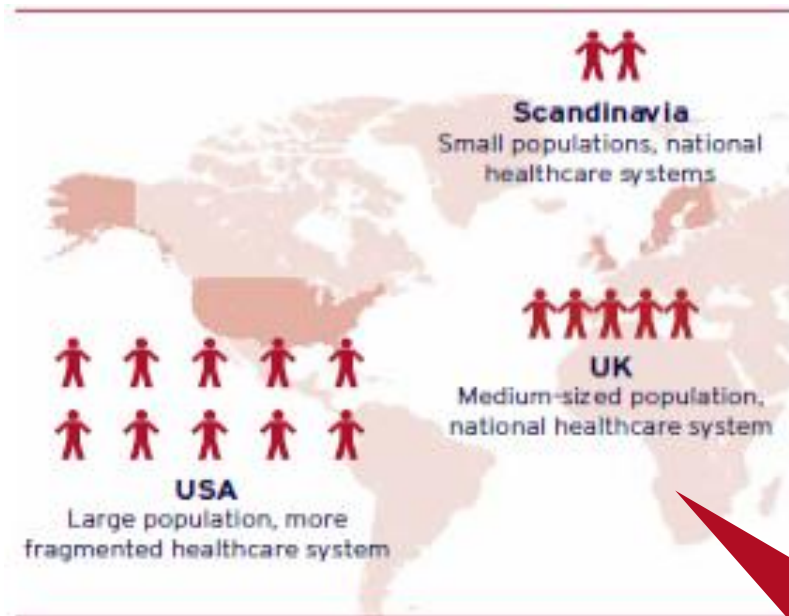 Scandinavia
Small populations, national
healthcare systems
UK
Medium-sized population,
national healthcare system
USA
Large population, more
fragmented healthcare system